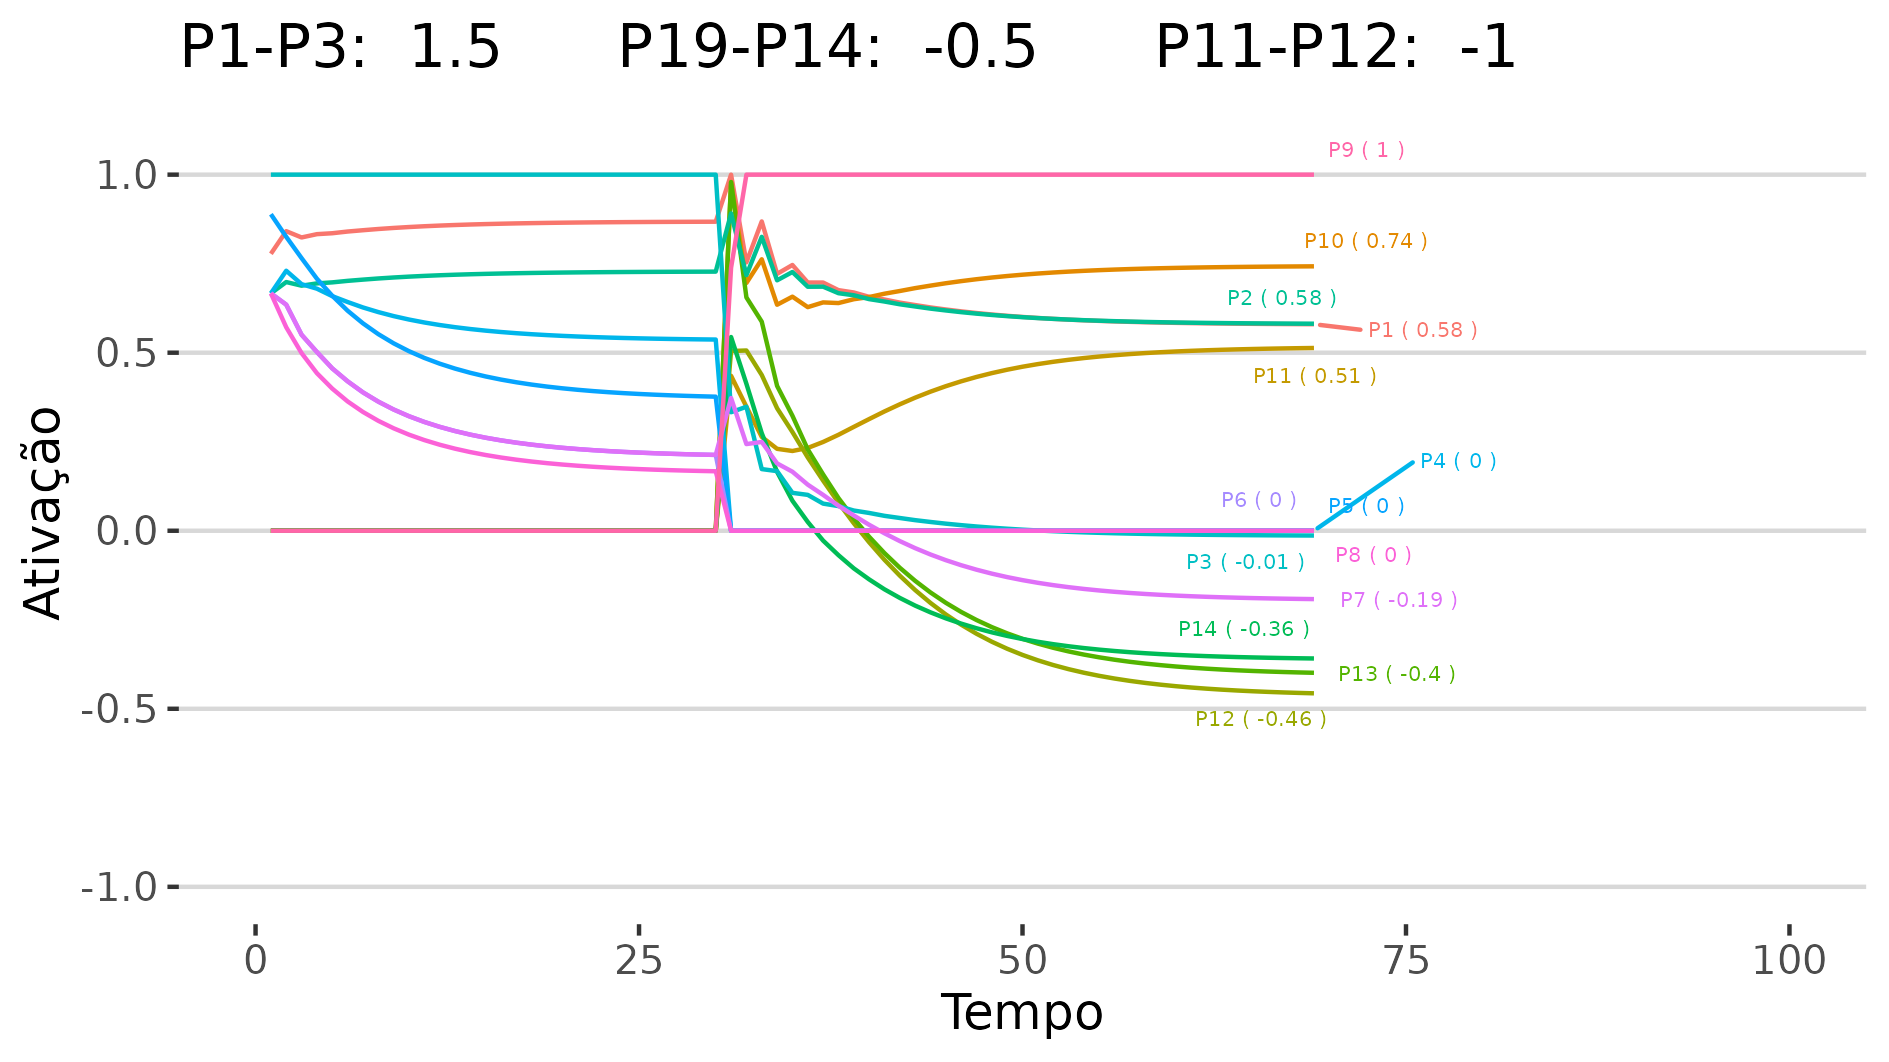 P1-P3: 1.5 P19-P14: -0.5 P11-P12: -1
1.0
0.5
0.0
-0.5
-1.0
Ativação
P9 ( 1 )
P10 ( 0.74 )
P2 ( 0.58 )
P1 ( 0.58 )
P11 ( 0.51 )
P4 ( 0 )
P6 ( 0 )
P5 ( 0 )
P3 ( -0.01 )
P8 ( 0 )
P7 ( -0.19 )
P14 ( -0.36 )
P13 ( -0.4 )
P12 ( -0.46 )
0 25 50 75 100
Tempo